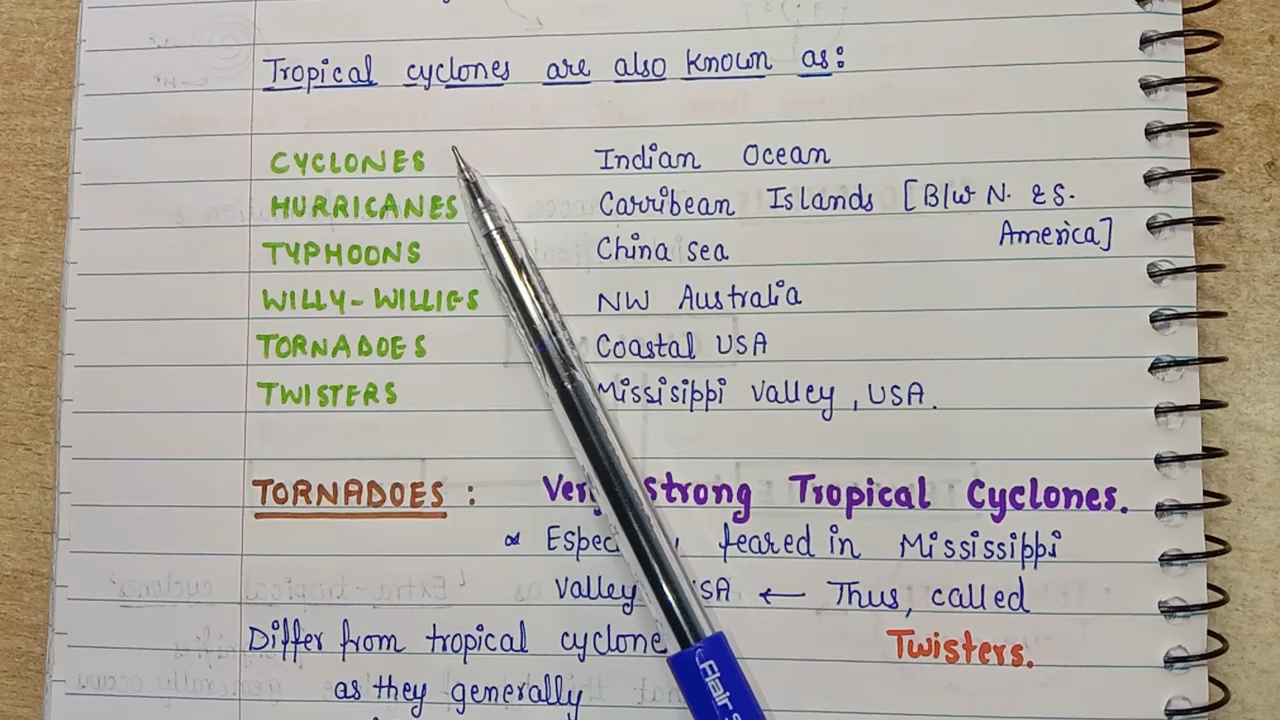 Tropical cyclones are also known as:
CYCLONES Indian Ocean
HURRICANES Carribean Islands [B/w N. & S.
America]
TYPHOONS China sea
WILLY-WILLIES NW Australia
TORNADOES Coastal USA
TWISTERS Missisippi Valley, USA.
TORNADOES: strong Tropical Cyclones.
feared in Mississippi
Valley ← Thus, called
Twisters.
Differ from tropical cyclone
as they generally
Flair